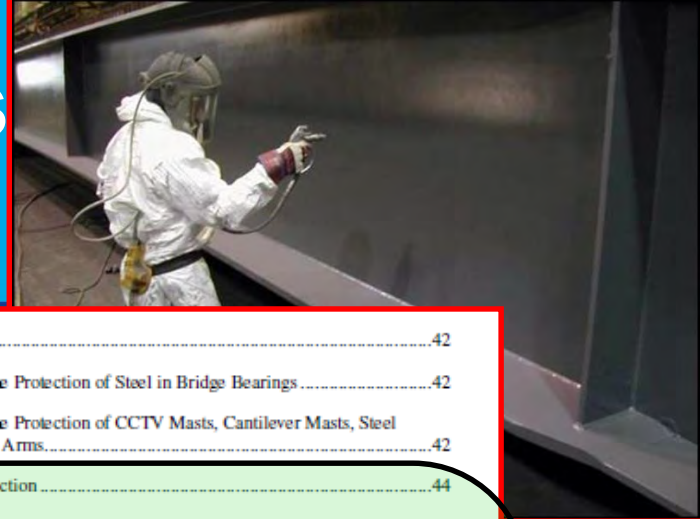 S
................42
e Protection of Steel in Bridge Bearings................42
e Protection of CCTV Masts, Cantilever Masts, Steel
Arms................42
ction................44